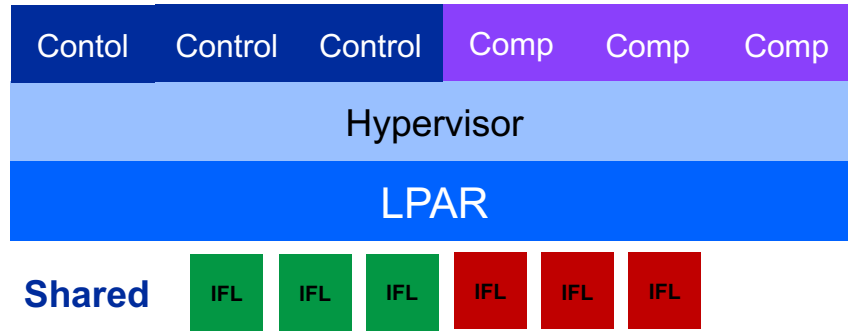 Contol Control Control Comp Comp Comp
Hypervisor
LPAR
Shared IFL IFL IFL IFL IFL IFL